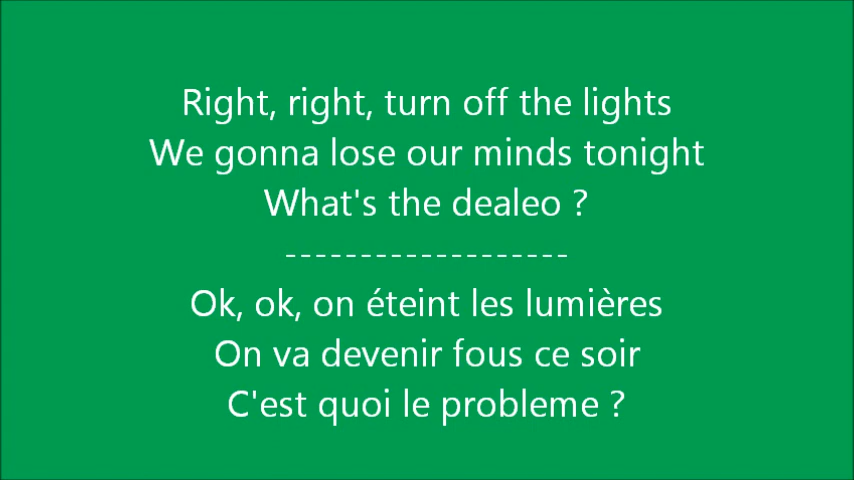 Right, right, turn off the lights
We gonna lose our minds tonight
What's the dealeo ?
-------------------
Ok, ok, on éteint les lumières
On va devenir fous ce soir
C'est quoi le probleme ?